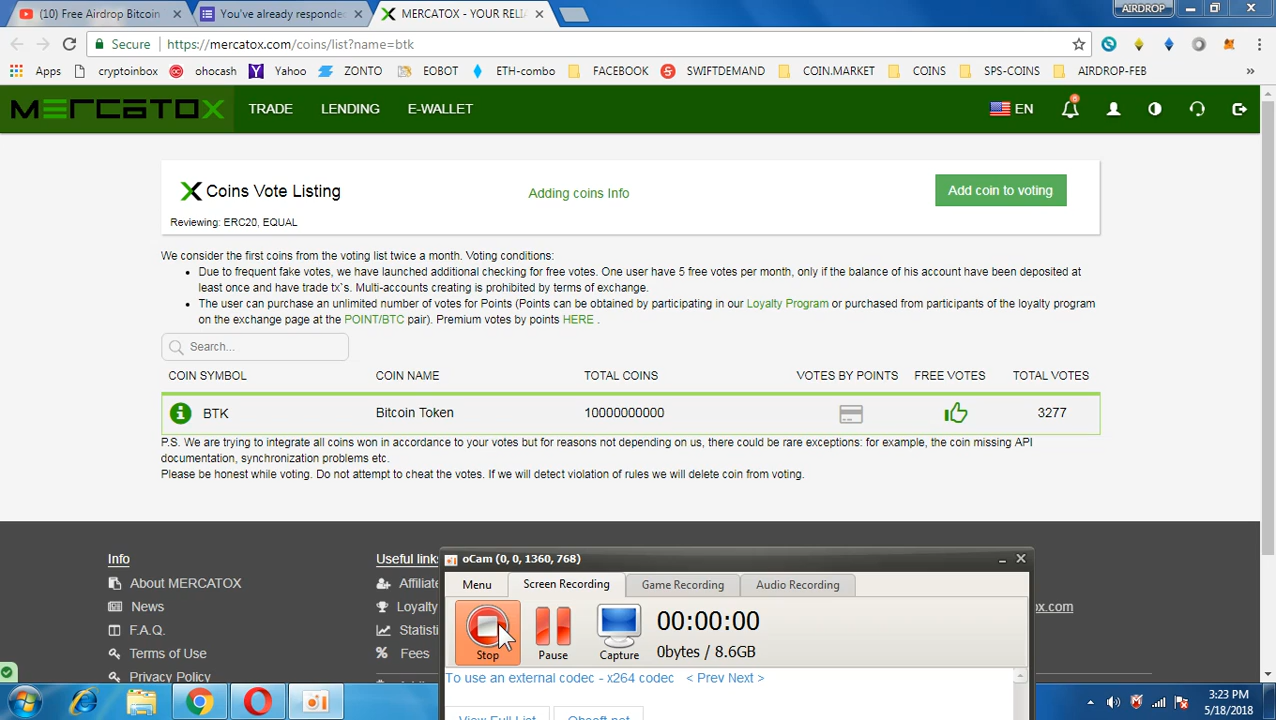 (10) Free Airdrop Bitcoin
You've already responde
MERCATOX - YOUR RELI
AIRDROP
Secure
https://mercatox.com/coins/list?name=btk
Apps
cryptoinbox
ohocash
Yahoo
ZONTO
EOBOT
ETH-combo
FACEBOOK
SWIFTDEMAND
COIN.MARKET
COINS
SPS-COINS
AIRDROP-FEB
MERCATOX
TRADE
LENDING
E-WALLET
EN
Coins Vote Listing
Adding coins Info
Add coin to voting
Reviewing: ERC20, EQUAL
We consider the first coins from the voting list twice a month. Voting conditions:
Due to frequent fake votes, we have launched additional checking for free votes. One user have 5 free votes per month, only if the balance of his account have been deposited at
least once and have trade tx`s. Multi-accounts creating is prohibited by terms of exchange.
The user can purchase an unlimited number of votes for Points (Points can be obtained by participating in our Loyalty Program or purchased from participants of the loyalty program
on the exchange page at the POINT/BTC pair). Premium votes by points HERE .
Search...
COIN SYMBOL COIN NAME TOTAL COINS VOTES BY POINTS FREE VOTES TOTAL VOTES
BTK Bitcoin Token 10000000000 3277
P.S. We are trying to integrate all coins won in accordance to your votes but for reasons not depending on us, there could be rare exceptions: for example, the coin missing API
documentation, synchronization problems etc.
Please be honest while voting. Do not attempt to cheat the votes. If we will detect violation of rules we will delete coin from voting.
Info
About MERCATOX
News
F.A.Q.
Terms of Use
Privacy Policy
Useful links
Affiliate
Loyalty
Statisti
Fees
ox.com
oCam (0, 0, 1360, 768)
Menu
Screen Recording
Game Recording
Audio Recording
Stop
Pause
Capture
00:00:00
0bytes / 8.6GB
To use an external codec - x264 codec
< Prev Next >
View Full List
Ohsoft.net
3:23 PM
5/18/2018